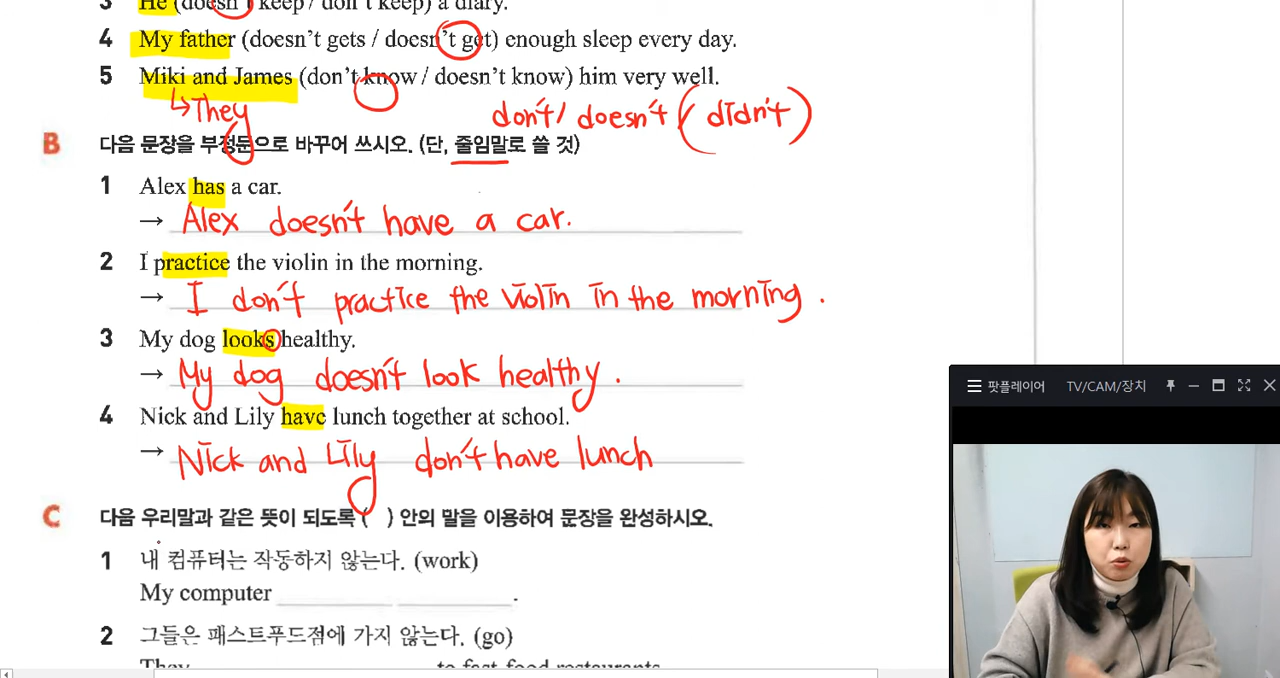 3 He (doesn't keep / don't keep) a diary.
4 My father (doesn't gets / doesn't get) enough sleep every day.
5 Miki and James (don't know / doesn't know) him very well.
↳They don't / doesn't (didn't)
B 다음 문장을 부정문으로 바꾸어 쓰시오. (단, 줄임말로 쓸 것)
1 Alex has a car.
→ Alex doesn't have a car.
2 I practice the violin in the morning.
→ I don't practice the violin in the morning.
3 My dog looks healthy.
→ My dog doesn't look healthy.
4 Nick and Lily have lunch together at school.
→ Nick and Lily don't have lunch
C 다음 우리말과 같은 뜻이 되도록 ( ) 안의 말을 이용하여 문장을 완성하시오.
1 내 컴퓨터는 작동하지 않는다. (work)
My computer .
2 그들은 패스트푸드점에 가지 않는다. (go)
They to fast-food restaurants
팟플레이어 TV/CAM/장치